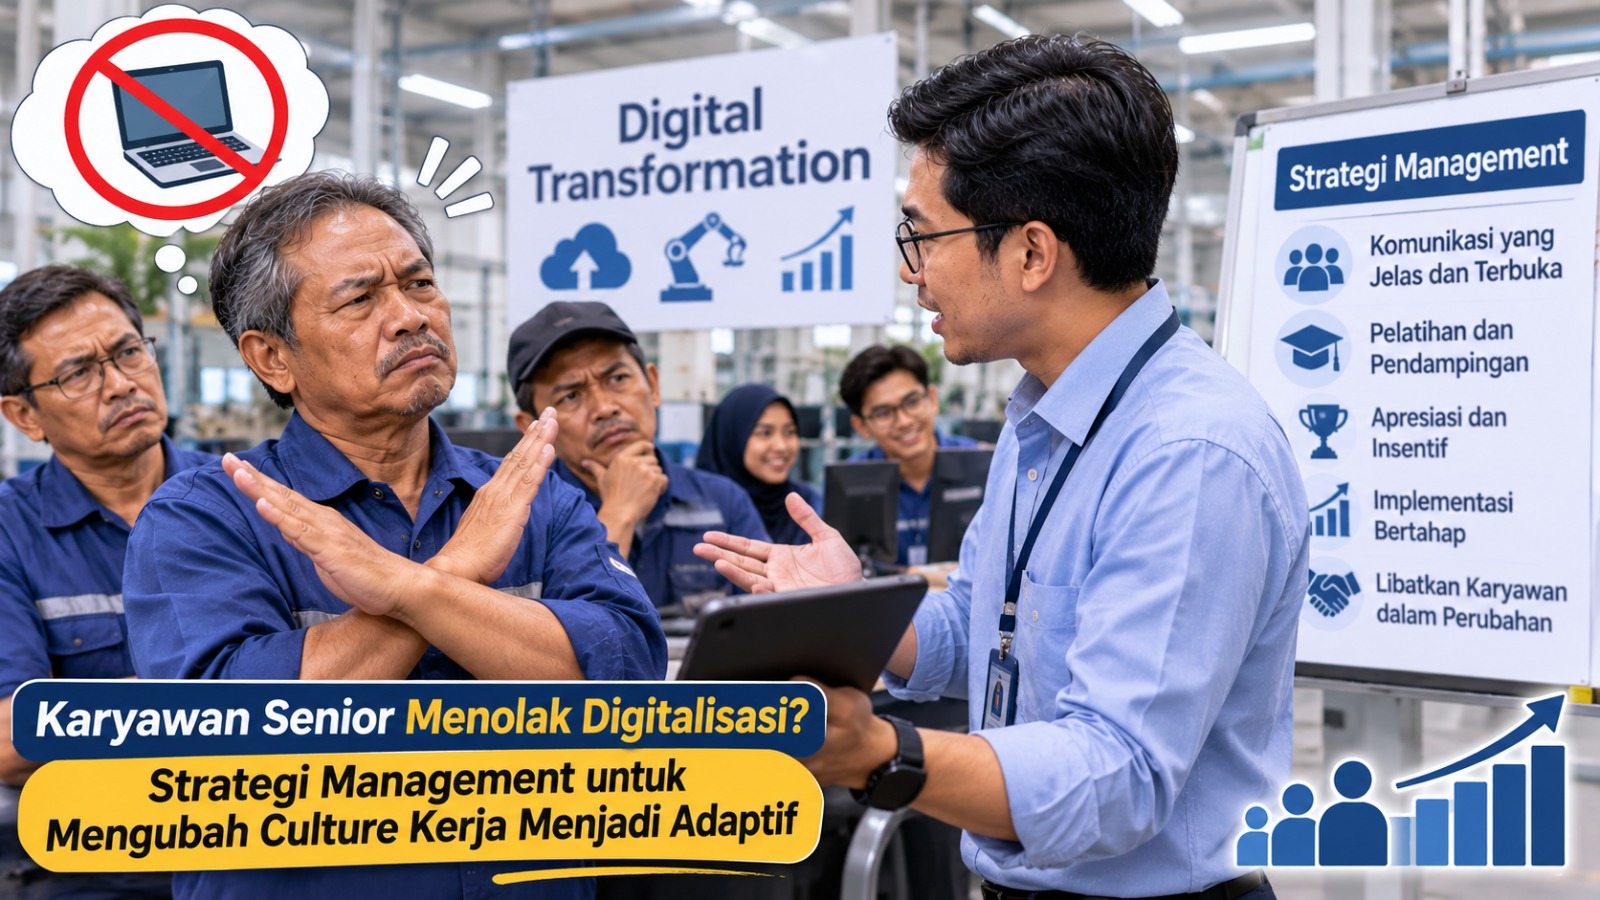 Digital
Transformation
Strategi Management
Komunikasi yang
Jelas dan Terbuka
Pelatihan dan
Pendampingan
Apresiasi dan
Insentif
Implementasi
Bertahap
Libatkan Karyawan
dalam Perubahan
Karyawan Senior Menolak Digitalisasi?
Strategi Management untuk
Mengubah Culture Kerja Menjadi Adaptif